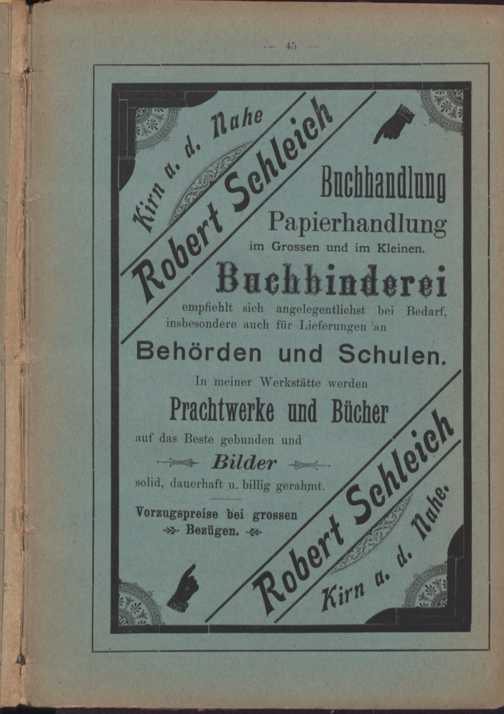 — 45 —
Kirn a. d. Nahe
Robert Schleich
Buchhandlung
Papierhandlung
im Grossen und im Kleinen.
Buchbinderei
empfiehlt sich angelegentlichst bei Bedarf,
insbesondere auch für Lieferungen an
Behörden und Schulen.
In meiner Werkstätte werden
Prachtwerke und Bücher
auf das Beste gebunden und
Bilder
solid, dauerhaft u. billig gerahmt.
Vorzugspreise bei grossen
Bezügen.
Robert Schleich
Kirn a. d. Nahe.